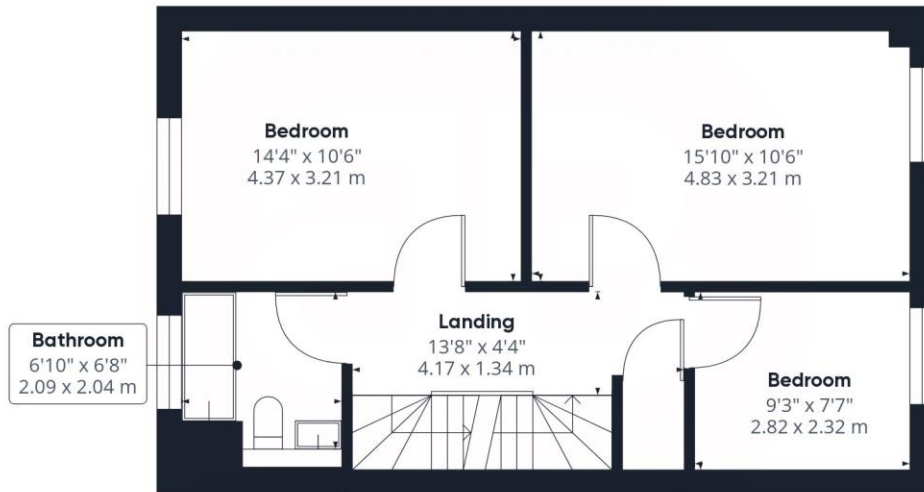 Bedroom
14'4" x 10'6"
4.37 x 3.21 m
Bedroom
15'10" x 10'6"
4.83 x 3.21 m
Bathroom
6'10" x 6'8"
2.09 x 2.04 m
Landing
13'8" x 4'4"
4.17 x 1.34 m
Bedroom
9'3" x 7'7"
2.82 x 2.32 m